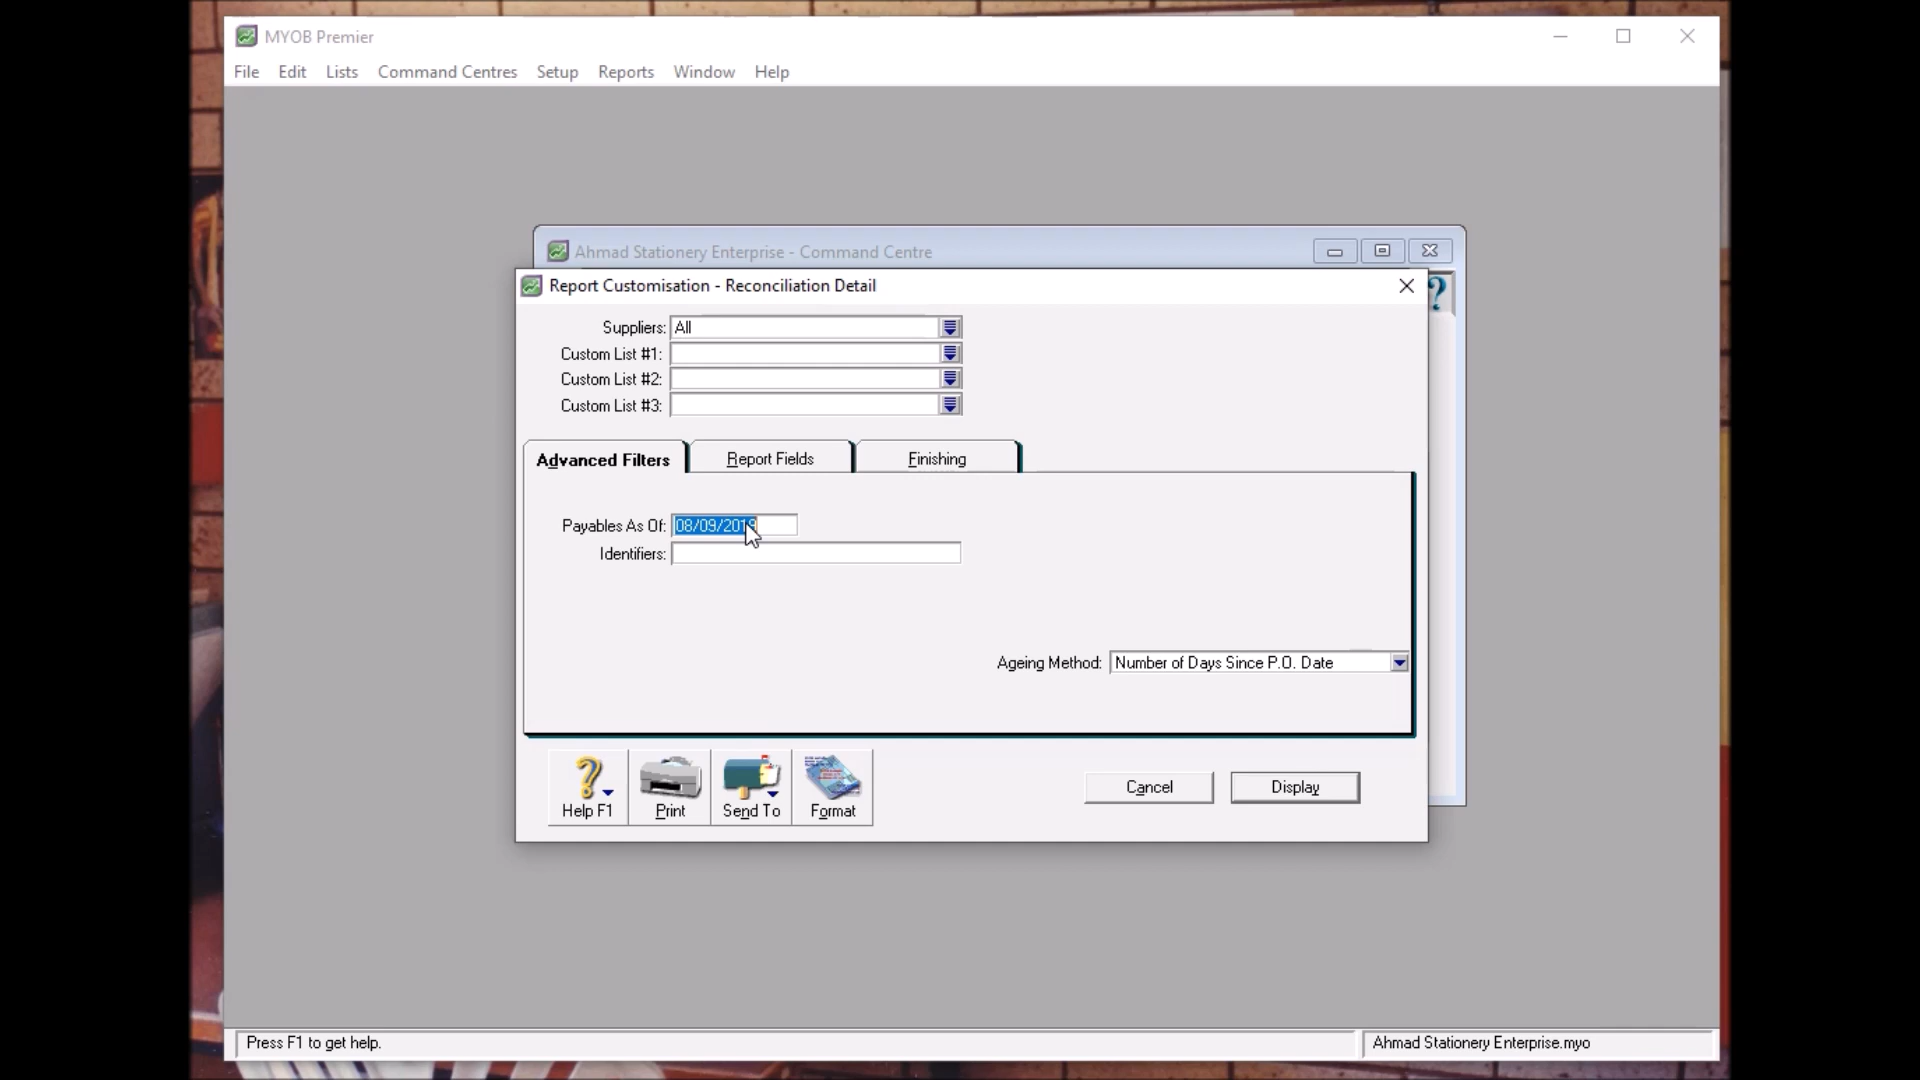 MYOB Premier
File Edit Lists Command Centres Setup Reports Window Help
Ahmad Stationery Enterprise - Command Centre
Report Customisation - Reconciliation Detail
Suppliers: All
Custom List #1:
Custom List #2:
Custom List #3:
Advanced Filters Report Fields Finishing
Payables As Of: 08/09/2019
Identifiers:
Ageing Method: Number of Days Since P.O. Date
Help F1 Print Send To Format Cancel Display
Press F1 to get help. Ahmad Stationery Enterprise.myo